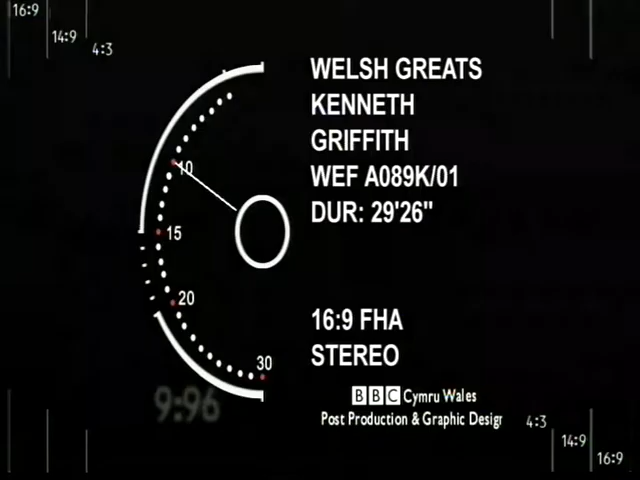 16:9
14:9
4:3
WELSH GREATS
KENNETH
GRIFFITH
WEF A089K/01
DUR: 29'26"
10
15
20
30
16:9 FHA
STEREO
9:96
BBC Cymru Wales
Post Production & Graphic Desigr
4:3
14:9
16:9